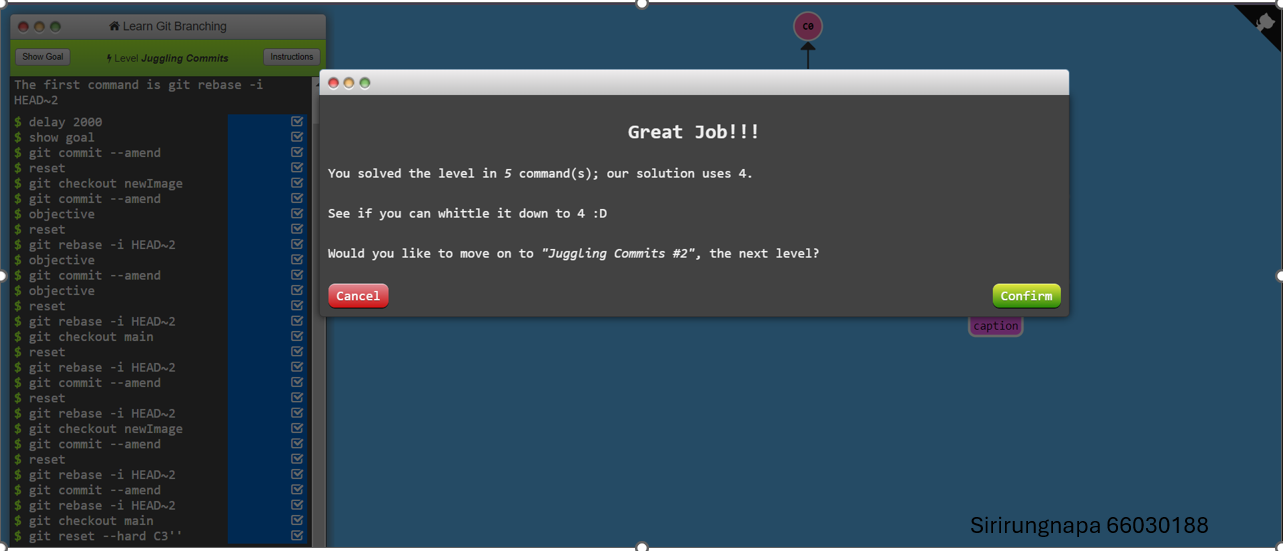 Learn Git Branching
Show Goal
Level Juggling Commits
Instructions
The first command is git rebase -i
HEAD~2
$ delay 2000
$ show goal
$ git commit --amend
$ reset
$ git checkout newImage
$ git commit --amend
$ objective
$ reset
$ git rebase -i HEAD~2
$ objective
$ git commit --amend
$ objective
$ reset
$ git rebase -i HEAD~2
$ git checkout main
$ reset
$ git rebase -i HEAD~2
$ git commit --amend
$ reset
$ git rebase -i HEAD~2
$ git checkout newImage
$ git commit --amend
$ reset
$ git rebase -i HEAD~2
$ git commit --amend
$ git rebase -i HEAD~2
$ git checkout main
$ git reset --hard C3''
C0
Great Job!!!
You solved the level in 5 command(s); our solution uses 4.
See if you can whittle it down to 4 :D
Would you like to move on to "Juggling Commits #2", the next level?
Cancel
Confirm
caption
Sirirungnapa 66030188